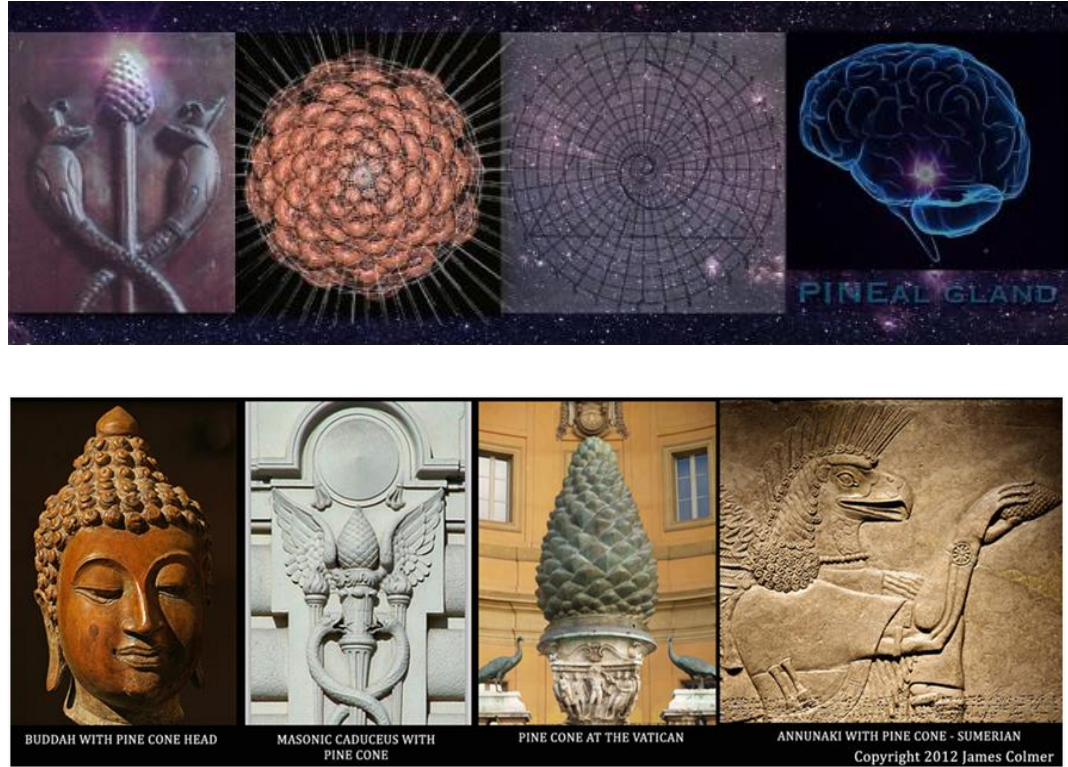 PINEAL GLAND
BUDDAH WITH PINE CONE HEAD
MASONIC CADUCEUS WITH
PINE CONE
PINE CONE AT THE VATICAN
ANNUNAKI WITH PINE CONE - SUMERIAN
Copyright 2012 James Colmer